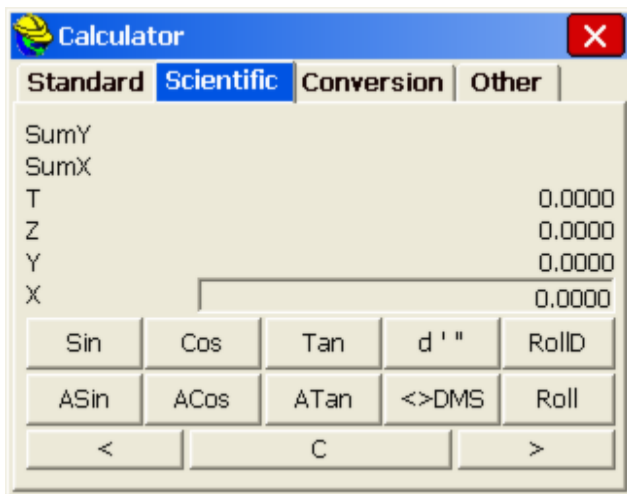 Calculator
Standard Scientific Conversion Other
SumY
SumX
T 0.0000
Z 0.0000
Y 0.0000
X 0.0000
Sin Cos Tan d ' " RollD
ASin ACos ATan <>DMS Roll
< C >